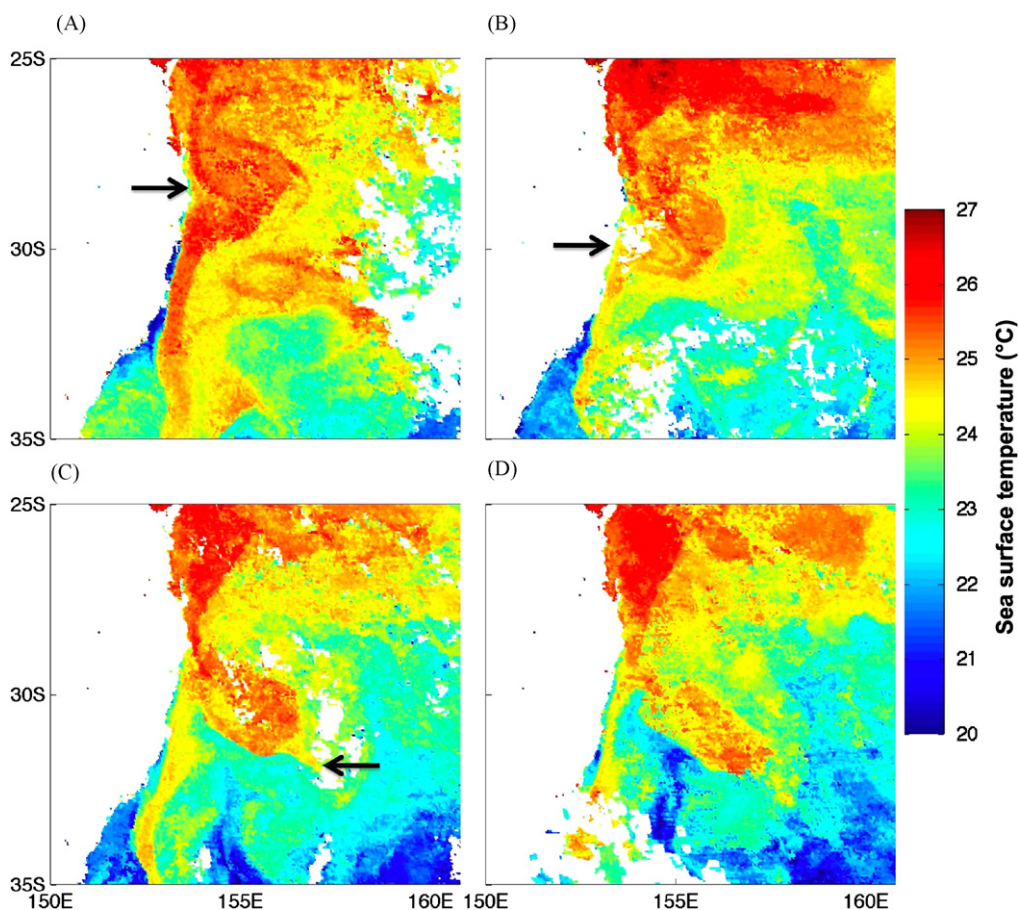 (A) (B)
25S
30S
35S
(C) (D)
25S
30S
35S
150E 155E 160E 150E 155E 160E
27
26
25
24
23
22
21
20
Sea surface temperature (°C)